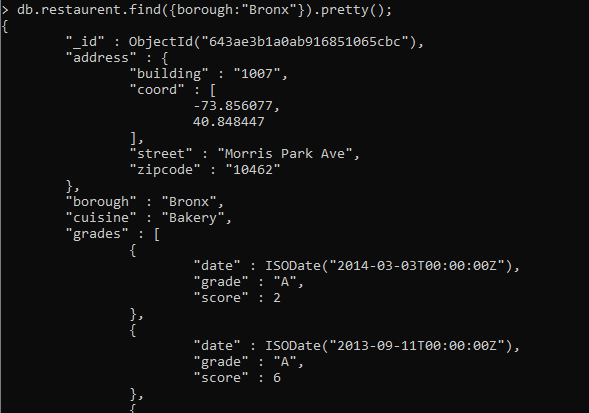 > db.restaurent.find({borough:"Bronx"}).pretty();
{
"_id" : ObjectId("643ae3b1a0ab916851065cbc"),
"address" : {
"building" : "1007",
"coord" : [
-73.856077,
40.848447
],
"street" : "Morris Park Ave",
"zipcode" : "10462"
},
"borough" : "Bronx",
"cuisine" : "Bakery",
"grades" : [
{
"date" : ISODate("2014-03-03T00:00:00Z"),
"grade" : "A",
"score" : 2
},
{
"date" : ISODate("2013-09-11T00:00:00Z"),
"grade" : "A",
"score" : 6
},
{